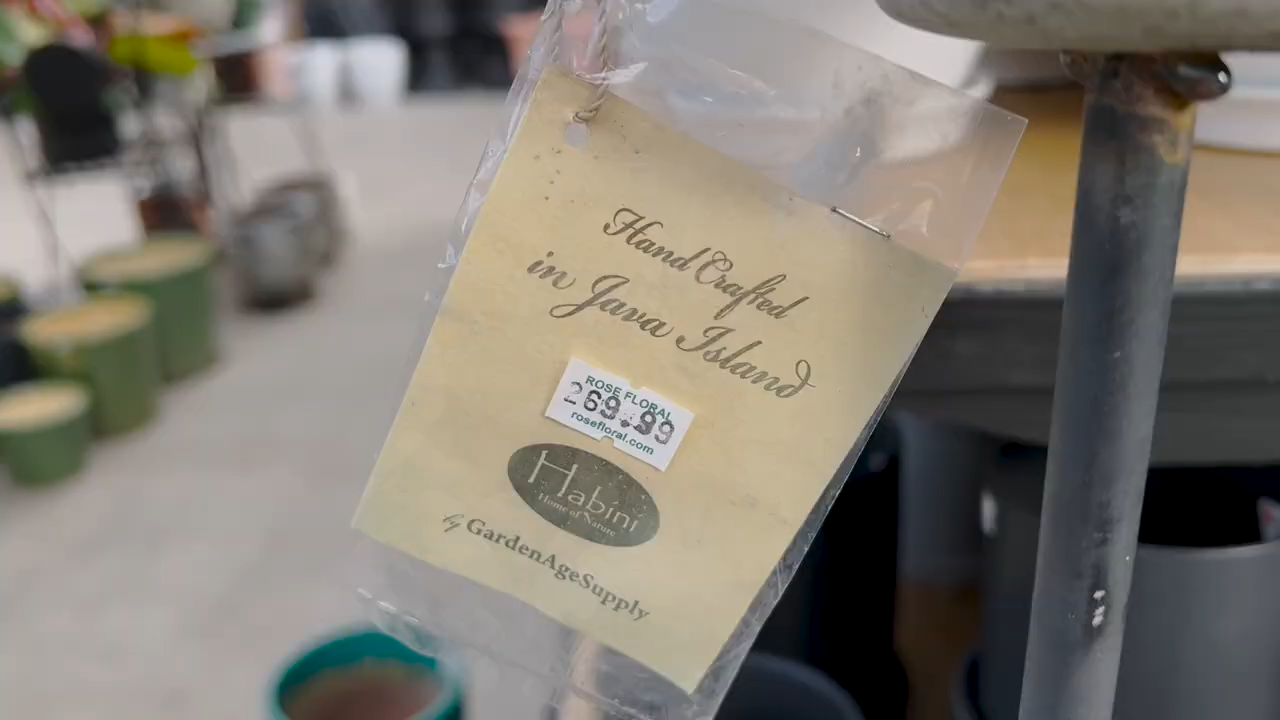 Hand Crafted
in Java Island
ROSE FLORAL
269.99
rosefloral.com
Habini
Home of Nature
by GardenAgeSupply